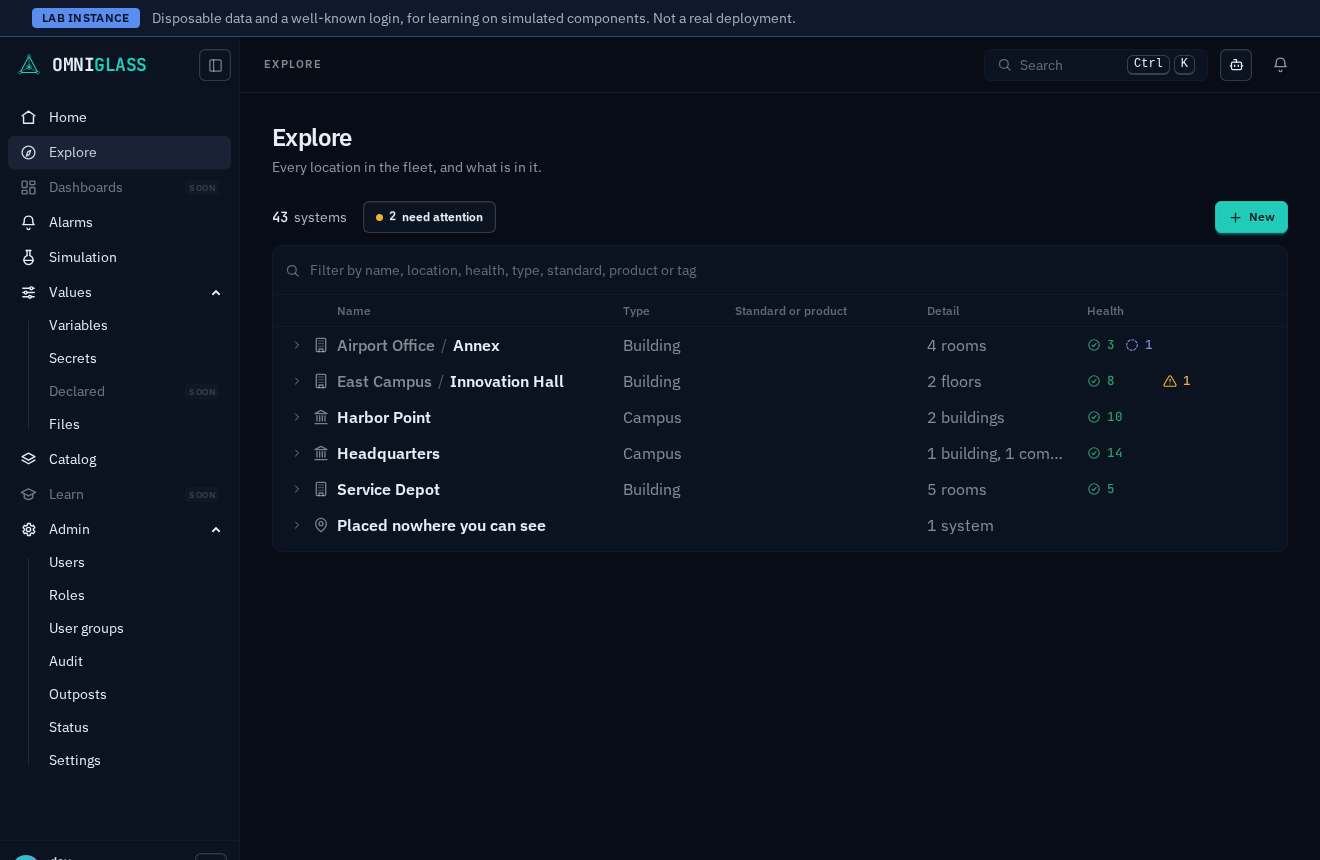 LAB INSTANCE Disposable data and a well-known login, for learning on simulated components. Not a real deployment.
OMNIGLASS
EXPLORE
Search Ctrl K
Home
Explore
Dashboards SOON
Alarms
Simulation
Values
Variables
Secrets
Declared SOON
Files
Catalog
Learn SOON
Admin
Users
Roles
User groups
Audit
Outposts
Status
Settings
Explore
Every location in the fleet, and what is in it.
43 systems 2 need attention New
Filter by name, location, health, type, standard, product or tag
Name Type Standard or product Detail Health
Airport Office / Annex Building 4 rooms 3 1
East Campus / Innovation Hall Building 2 floors 8 1
Harbor Point Campus 2 buildings 10
Headquarters Campus 1 building, 1 com... 14
Service Depot Building 5 rooms 5
Placed nowhere you can see 1 system